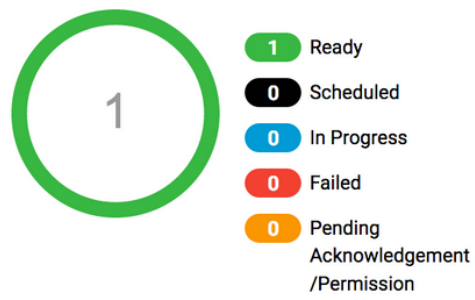 1
1 Ready
0 Scheduled
0 In Progress
0 Failed
0 Pending
Acknowledgement
/Permission